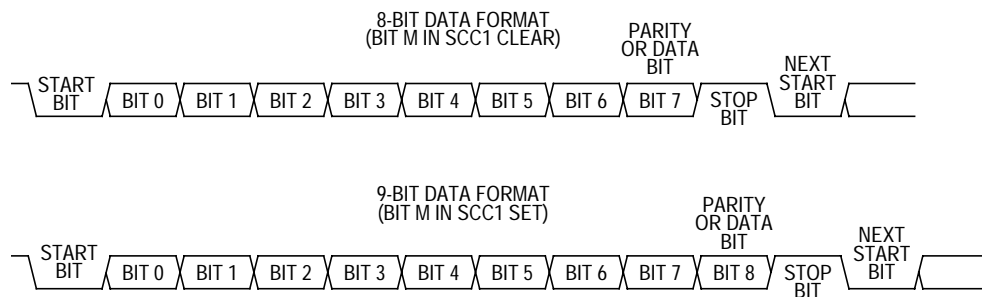 8-BIT DATA FORMAT
(BIT M IN SCC1 CLEAR)
PARITY
OR DATA
BIT
START
BIT
BIT 0
BIT 1
BIT 2
BIT 3
BIT 4
BIT 5
BIT 6
BIT 7
STOP
BIT
NEXT
START
BIT
9-BIT DATA FORMAT
(BIT M IN SCC1 SET)
PARITY
OR DATA
BIT
START
BIT
BIT 0
BIT 1
BIT 2
BIT 3
BIT 4
BIT 5
BIT 6
BIT 7
BIT 8
STOP
BIT
NEXT
START
BIT